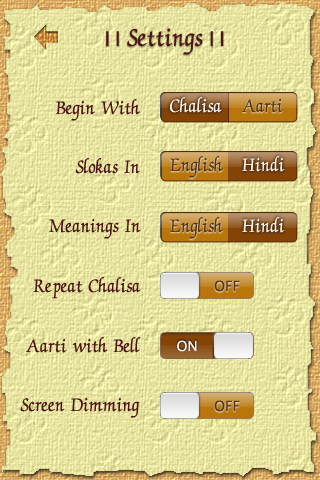 || Settings ||
Begin With Chalisa Aarti
Slokas In English Hindi
Meanings In English Hindi
Repeat Chalisa OFF
Aarti with Bell ON
Screen Dimming OFF